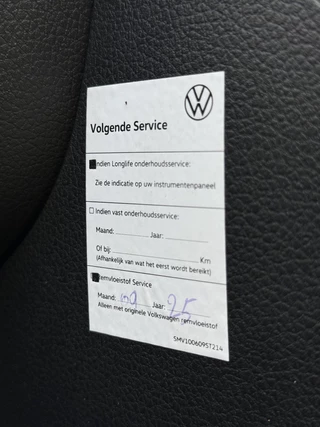 Volgende Service
Indien Longlife onderhoudsservice:
Zie de indicatie op uw instrumentenpaneel
Indien vast onderhoudsservice:
Maand: Jaar:
Of bij: Km
(Afhankelijk van wat het eerst wordt bereikt)
Remvloeistof Service
Maand: 09 Jaar: 25
Alleen met originele Volkswagen remvloeistof
5MV1006095T214